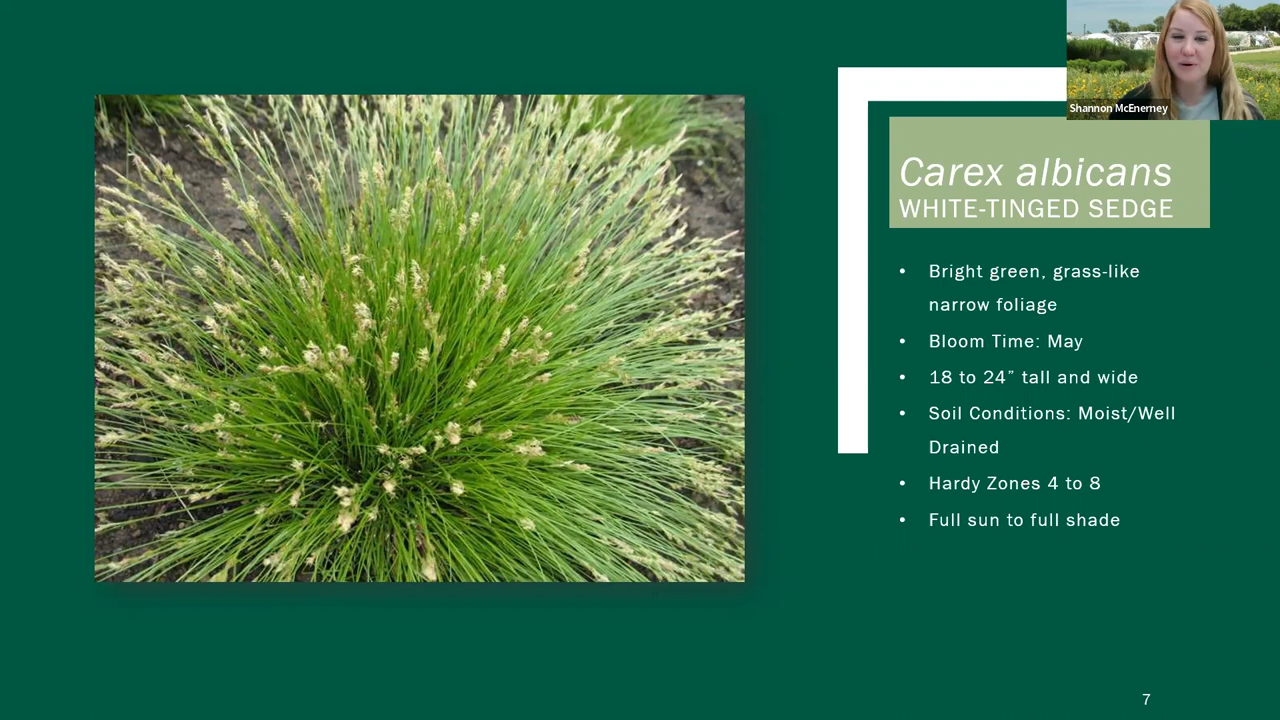 Shannon McEnerney
Carex albicans
WHITE-TINGED SEDGE
• Bright green, grass-like
narrow foliage
• Bloom Time: May
• 18 to 24” tall and wide
• Soil Conditions: Moist/Well
Drained
• Hardy Zones 4 to 8
• Full sun to full shade
7